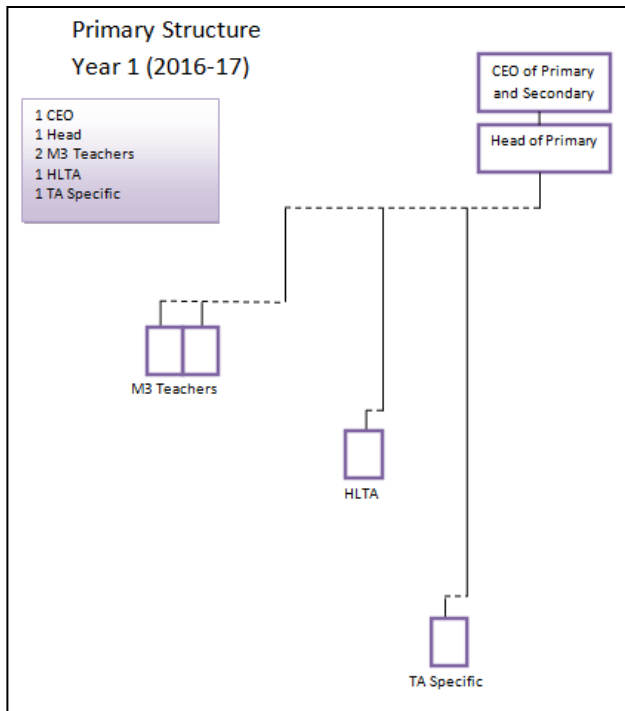 Primary Structure
Year 1 (2016-17)
CEO of Primary
and Secondary
Head of Primary
1 CEO
1 Head
2 M3 Teachers
1 HLTA
1 TA Specific
M3 Teachers
HLTA
TA Specific